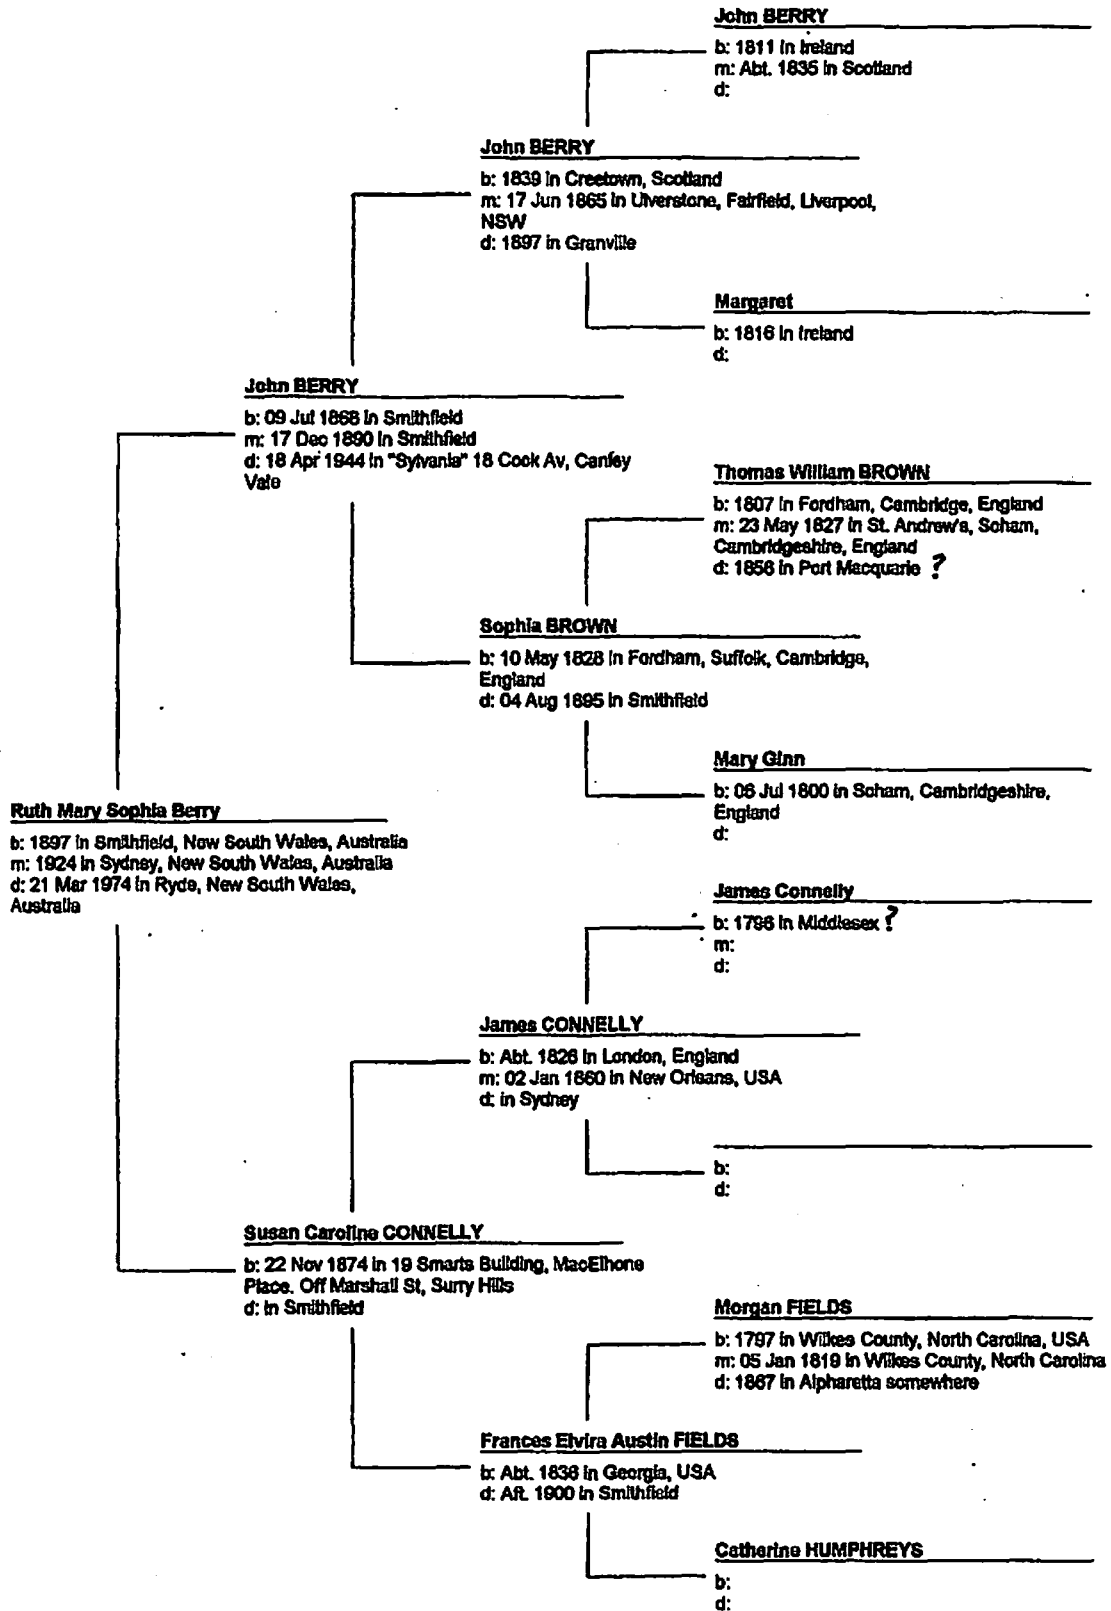 John BERRY
b: 1811 in Ireland
m: Abt. 1835 in Scotland
d:
John BERRY
b: 1839 in Creetown, Scotland
m: 17 Jun 1865 in Ulverstone, Fairfield, Liverpool,
NSW
d: 1897 in Granville
Margaret
b: 1816 in Ireland
d:
John BERRY
b: 09 Jul 1868 in Smithfield
m: 17 Dec 1890 in Smithfield
d: 18 Apr 1944 in "Sylvania" 18 Cook Av, Canley
Vale
Thomas William BROWN
b: 1807 in Fordham, Cambridge, England
m: 23 May 1827 in St. Andrew's, Soham,
Cambridgeshire, England
d: 1856 in Port Macquarie ?
Sophia BROWN
b: 10 May 1828 in Fordham, Suffolk, Cambridge,
England
d: 04 Aug 1895 in Smithfield
Mary Ginn
b: 06 Jul 1800 in Soham, Cambridgeshire,
England
d:
Ruth Mary Sophia Berry
b: 1897 in Smithfield, New South Wales, Australia
m: 1924 in Sydney, New South Wales, Australia
d: 21 Mar 1974 in Ryde, New South Wales,
Australia
James Connelly
b: 1796 in Middlesex ?
m:
d:
James CONNELLY
b: Abt. 1826 in London, England
m: 02 Jan 1860 in New Orleans, USA
d: in Sydney
b:
d:
Susan Caroline CONNELLY
b: 22 Nov 1874 in 19 Smarts Building, MacElhone
Place. Off Marshall St, Surry Hills
d: in Smithfield
Morgan FIELDS
b: 1797 in Wilkes County, North Carolina, USA
m: 05 Jan 1819 in Wilkes County, North Carolina
d: 1867 in Alpharetta somewhere
Frances Elvira Austin FIELDS
b: Abt. 1838 in Georgia, USA
d: Aft. 1900 in Smithfield
Catherine HUMPHREYS
b:
d: